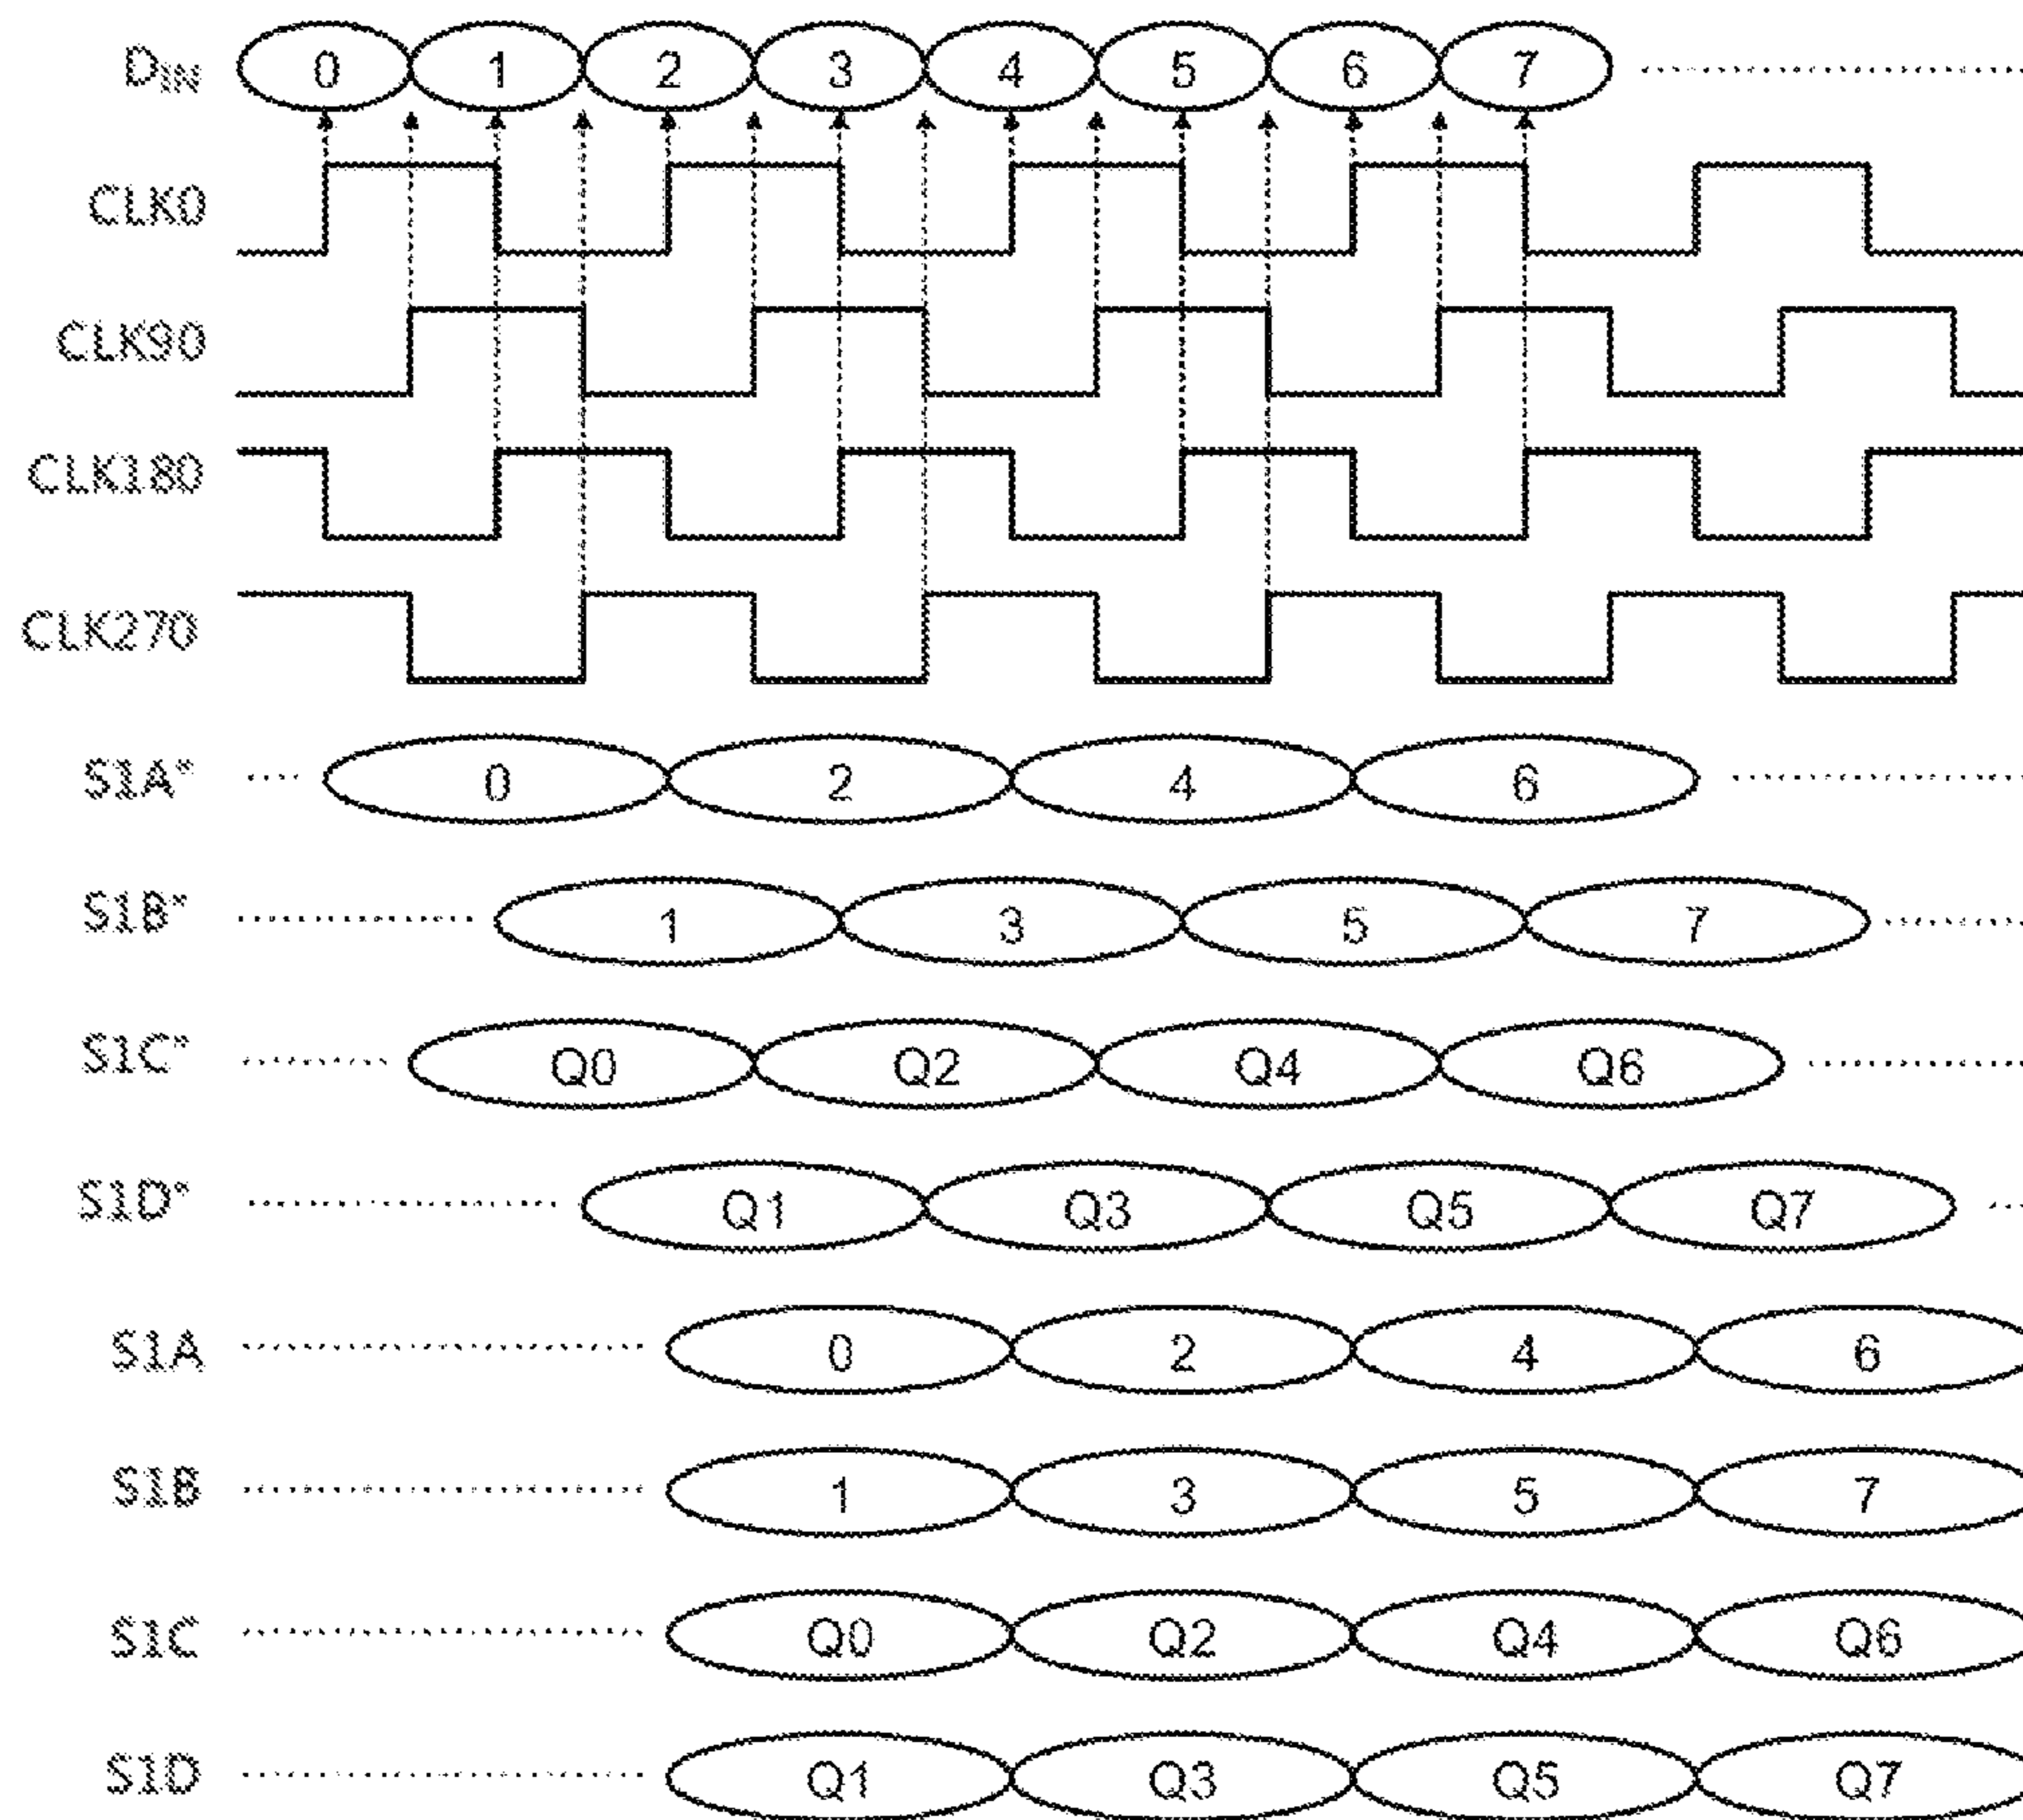 D_IN 0 1 2 3 4 5 6 7
CLK0
CLK90
CLK180
CLK270
S1A" 0 2 4 6
S1B" 1 3 5 7
S1C" Q0 Q2 Q4 Q6
S1D" Q1 Q3 Q5 Q7
S1A 0 2 4 6
S1B 1 3 5 7
S1C Q0 Q2 Q4 Q6
S1D Q1 Q3 Q5 Q7